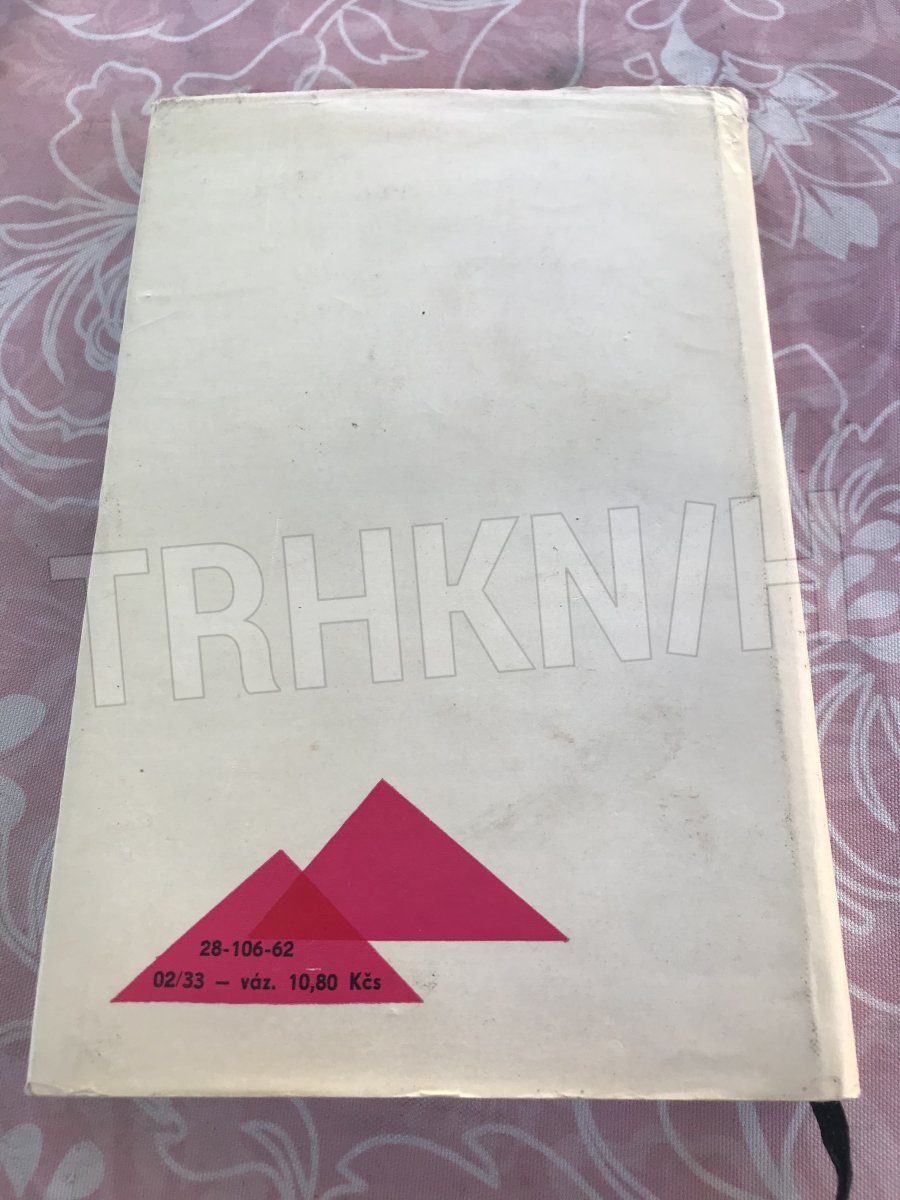 TRHKNIH
28-106-62
02/33 — váz. 10,80 Kčs